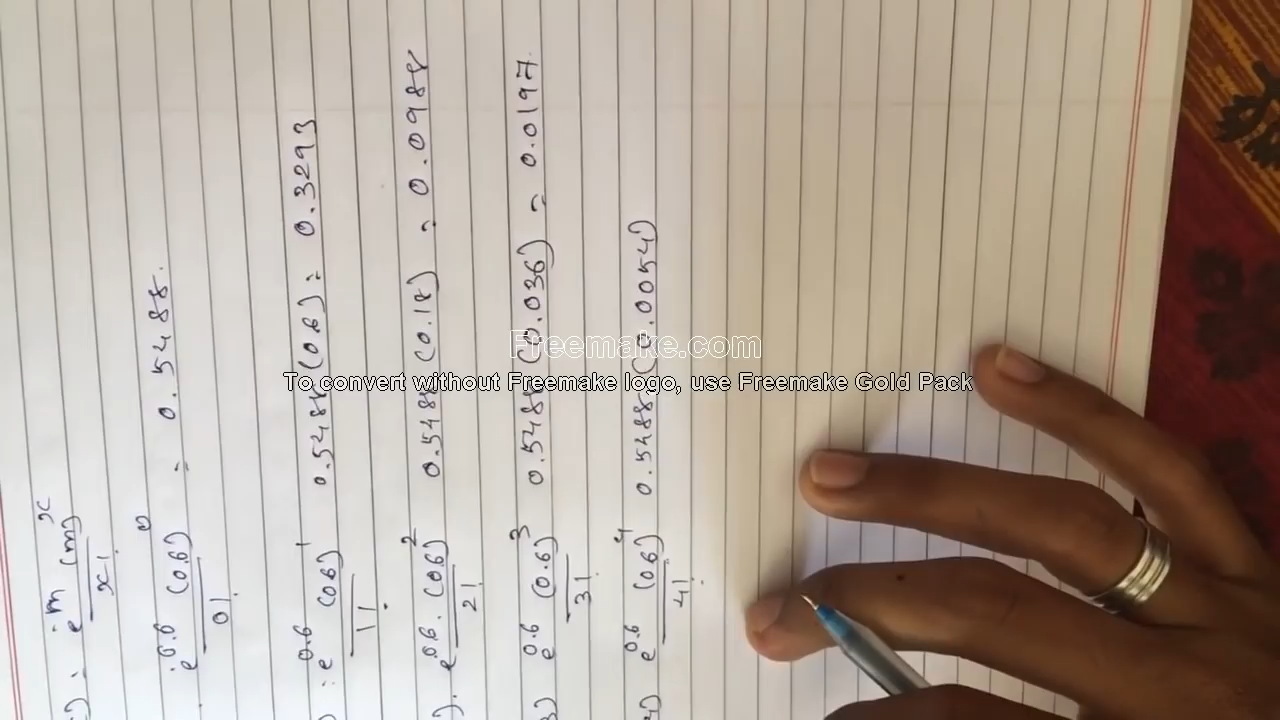 ) = e^-m (m)^x / x!
e^-0.6 (0.6)^0 / 0! = 0.5488.
) = e^-0.6 (0.6)^1 / 1! 0.5488 (0.6) = 0.3293
). e^-0.6. (0.6)^2 / 2! 0.5488 (0.18) = 0.0988
3) e^-0.6 (0.6)^3 / 3! 0.5488 (0.036) = 0.0197
4) e^-0.6 (0.6)^4 / 4! 0.5488 (0.0054)
Freemake.com
To convert without Freemake logo, use Freemake Gold Pack